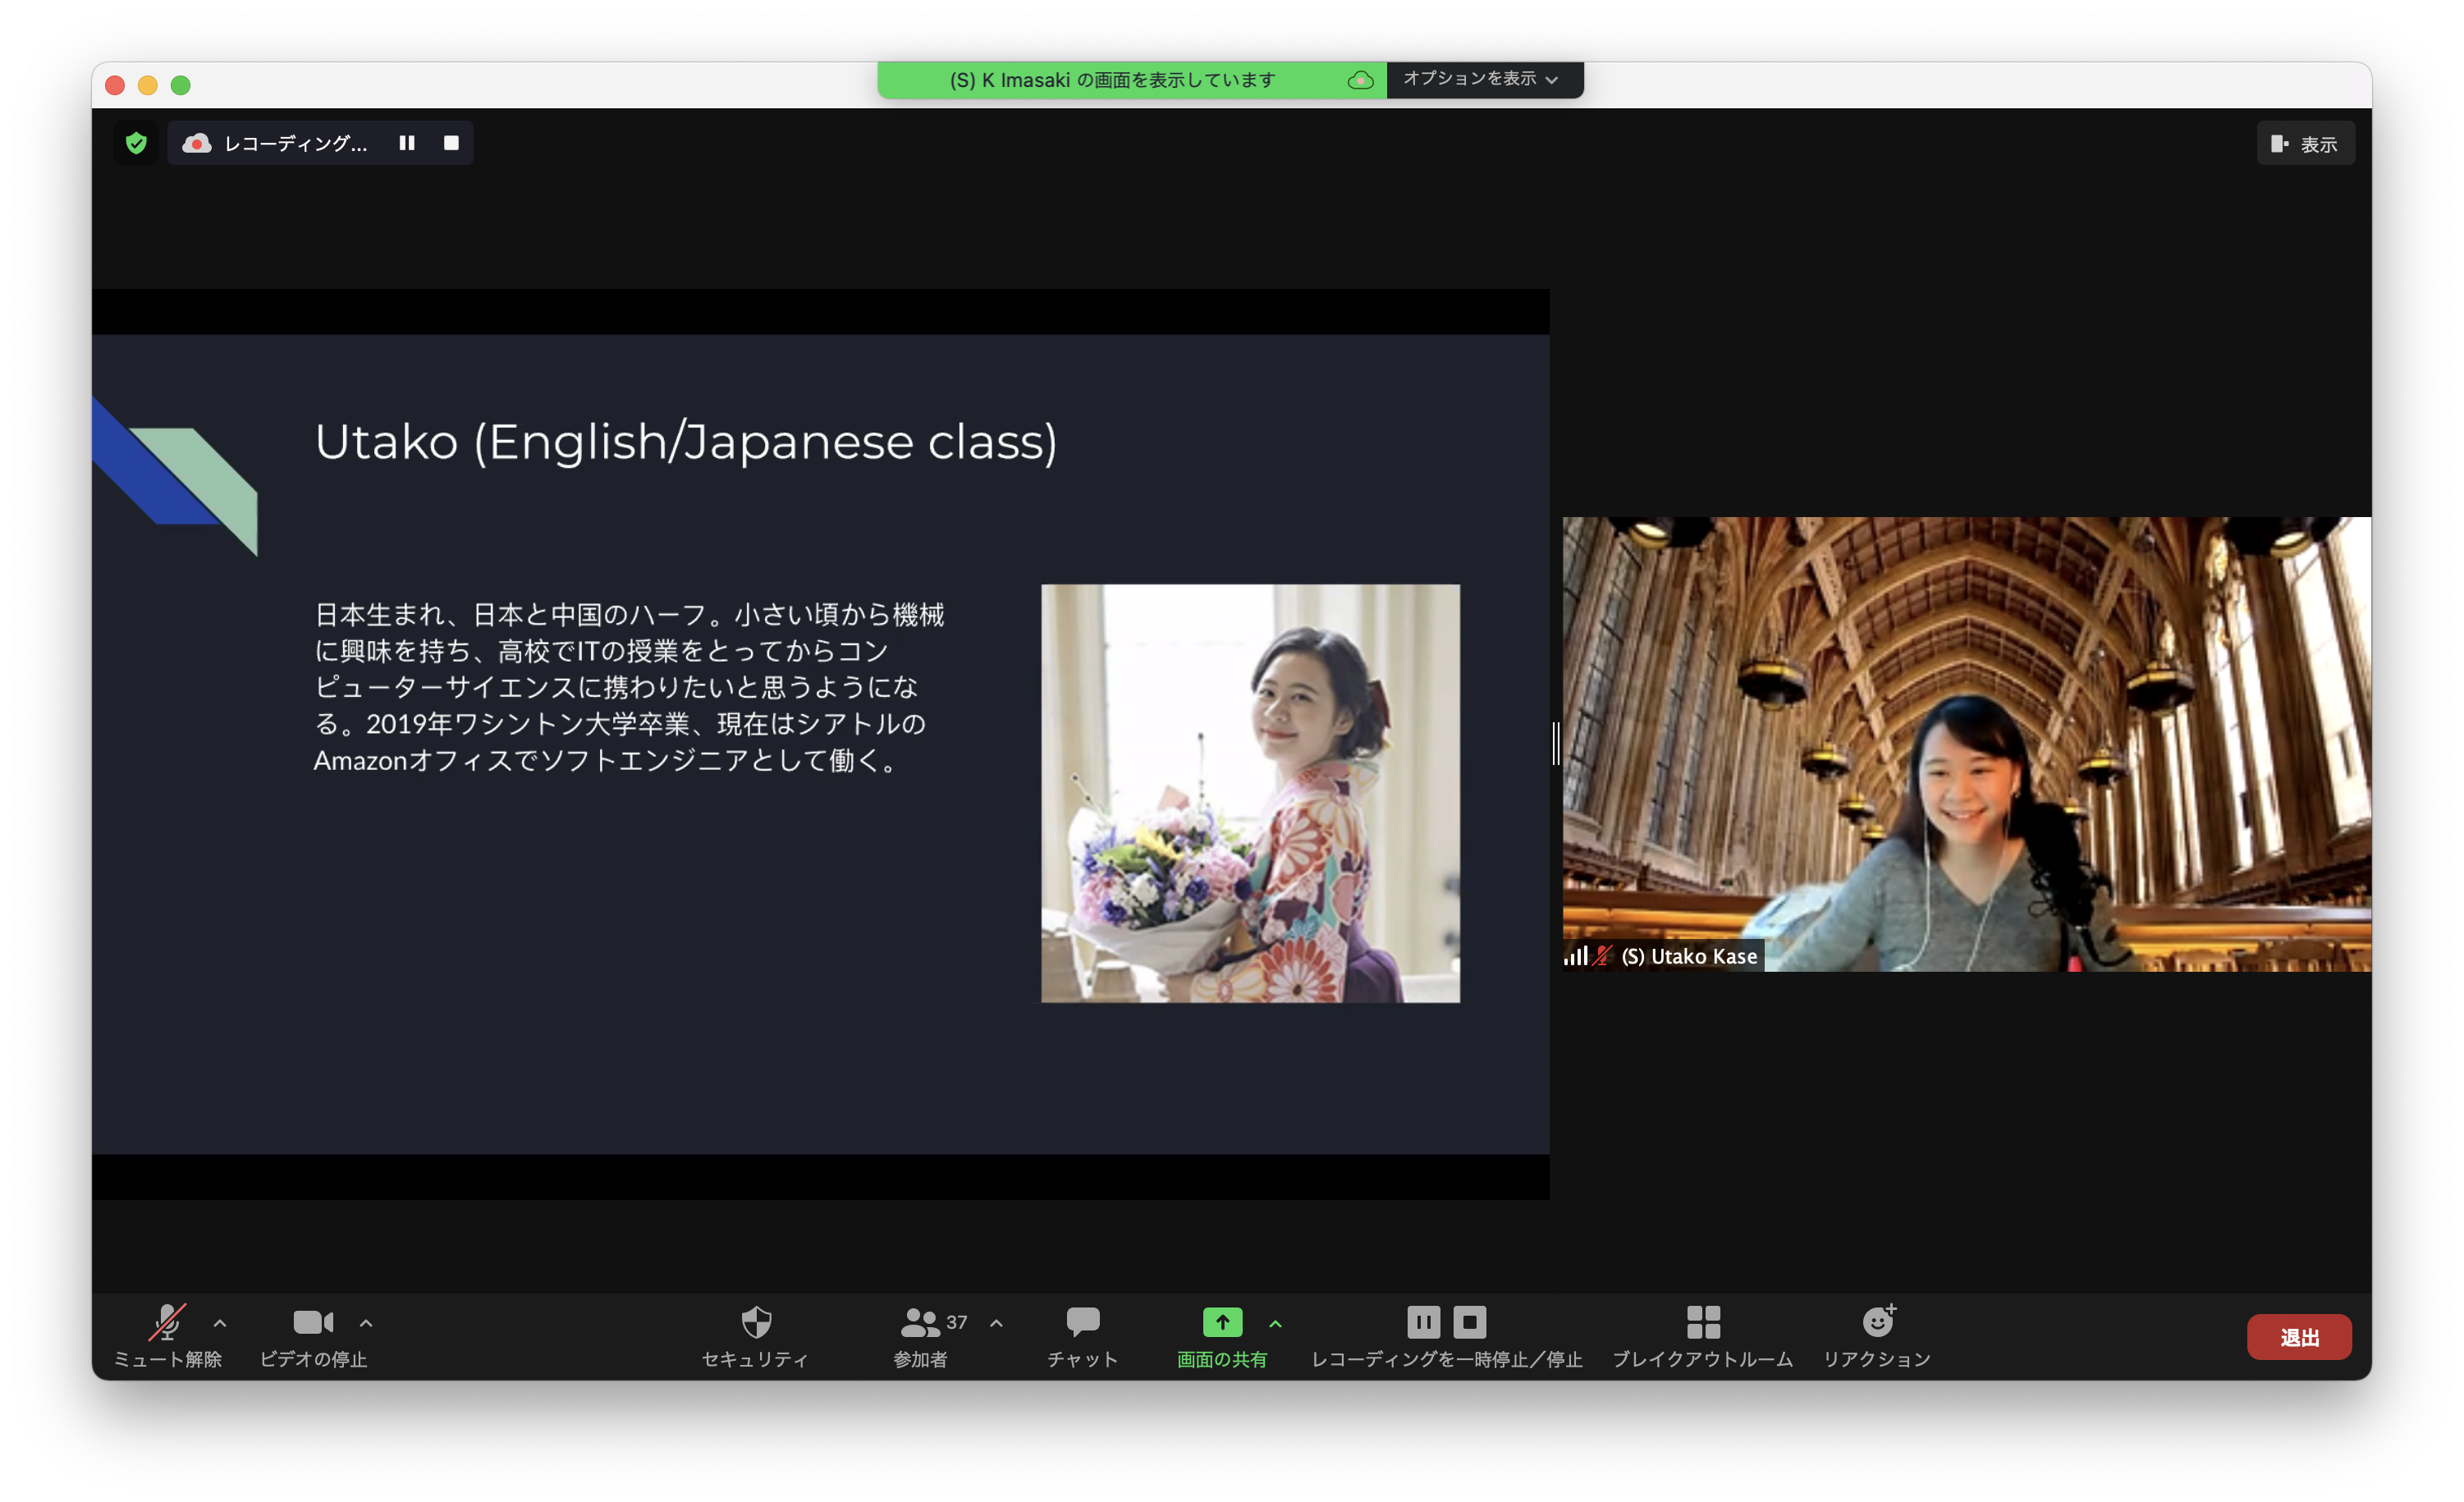 (S) K Imasaki の画面を表示しています
オプションを表示
レコーディング...
表示
Utako (English/Japanese class)
日本生まれ、日本と中国のハーフ。小さい頃から機械
に興味を持ち、高校でITの授業をとってからコン
ピューターサイエンスに携わりたいと思うようにな
る。2019年ワシントン大学卒業、現在はシアトルの
Amazonオフィスでソフトエンジニアとして働く。
(S) Utako Kase
ミュート解除
ビデオの停止
セキュリティ
37
参加者
チャット
画面の共有
レコーディングを一時停止／停止
ブレイクアウトルーム
リアクション
退出